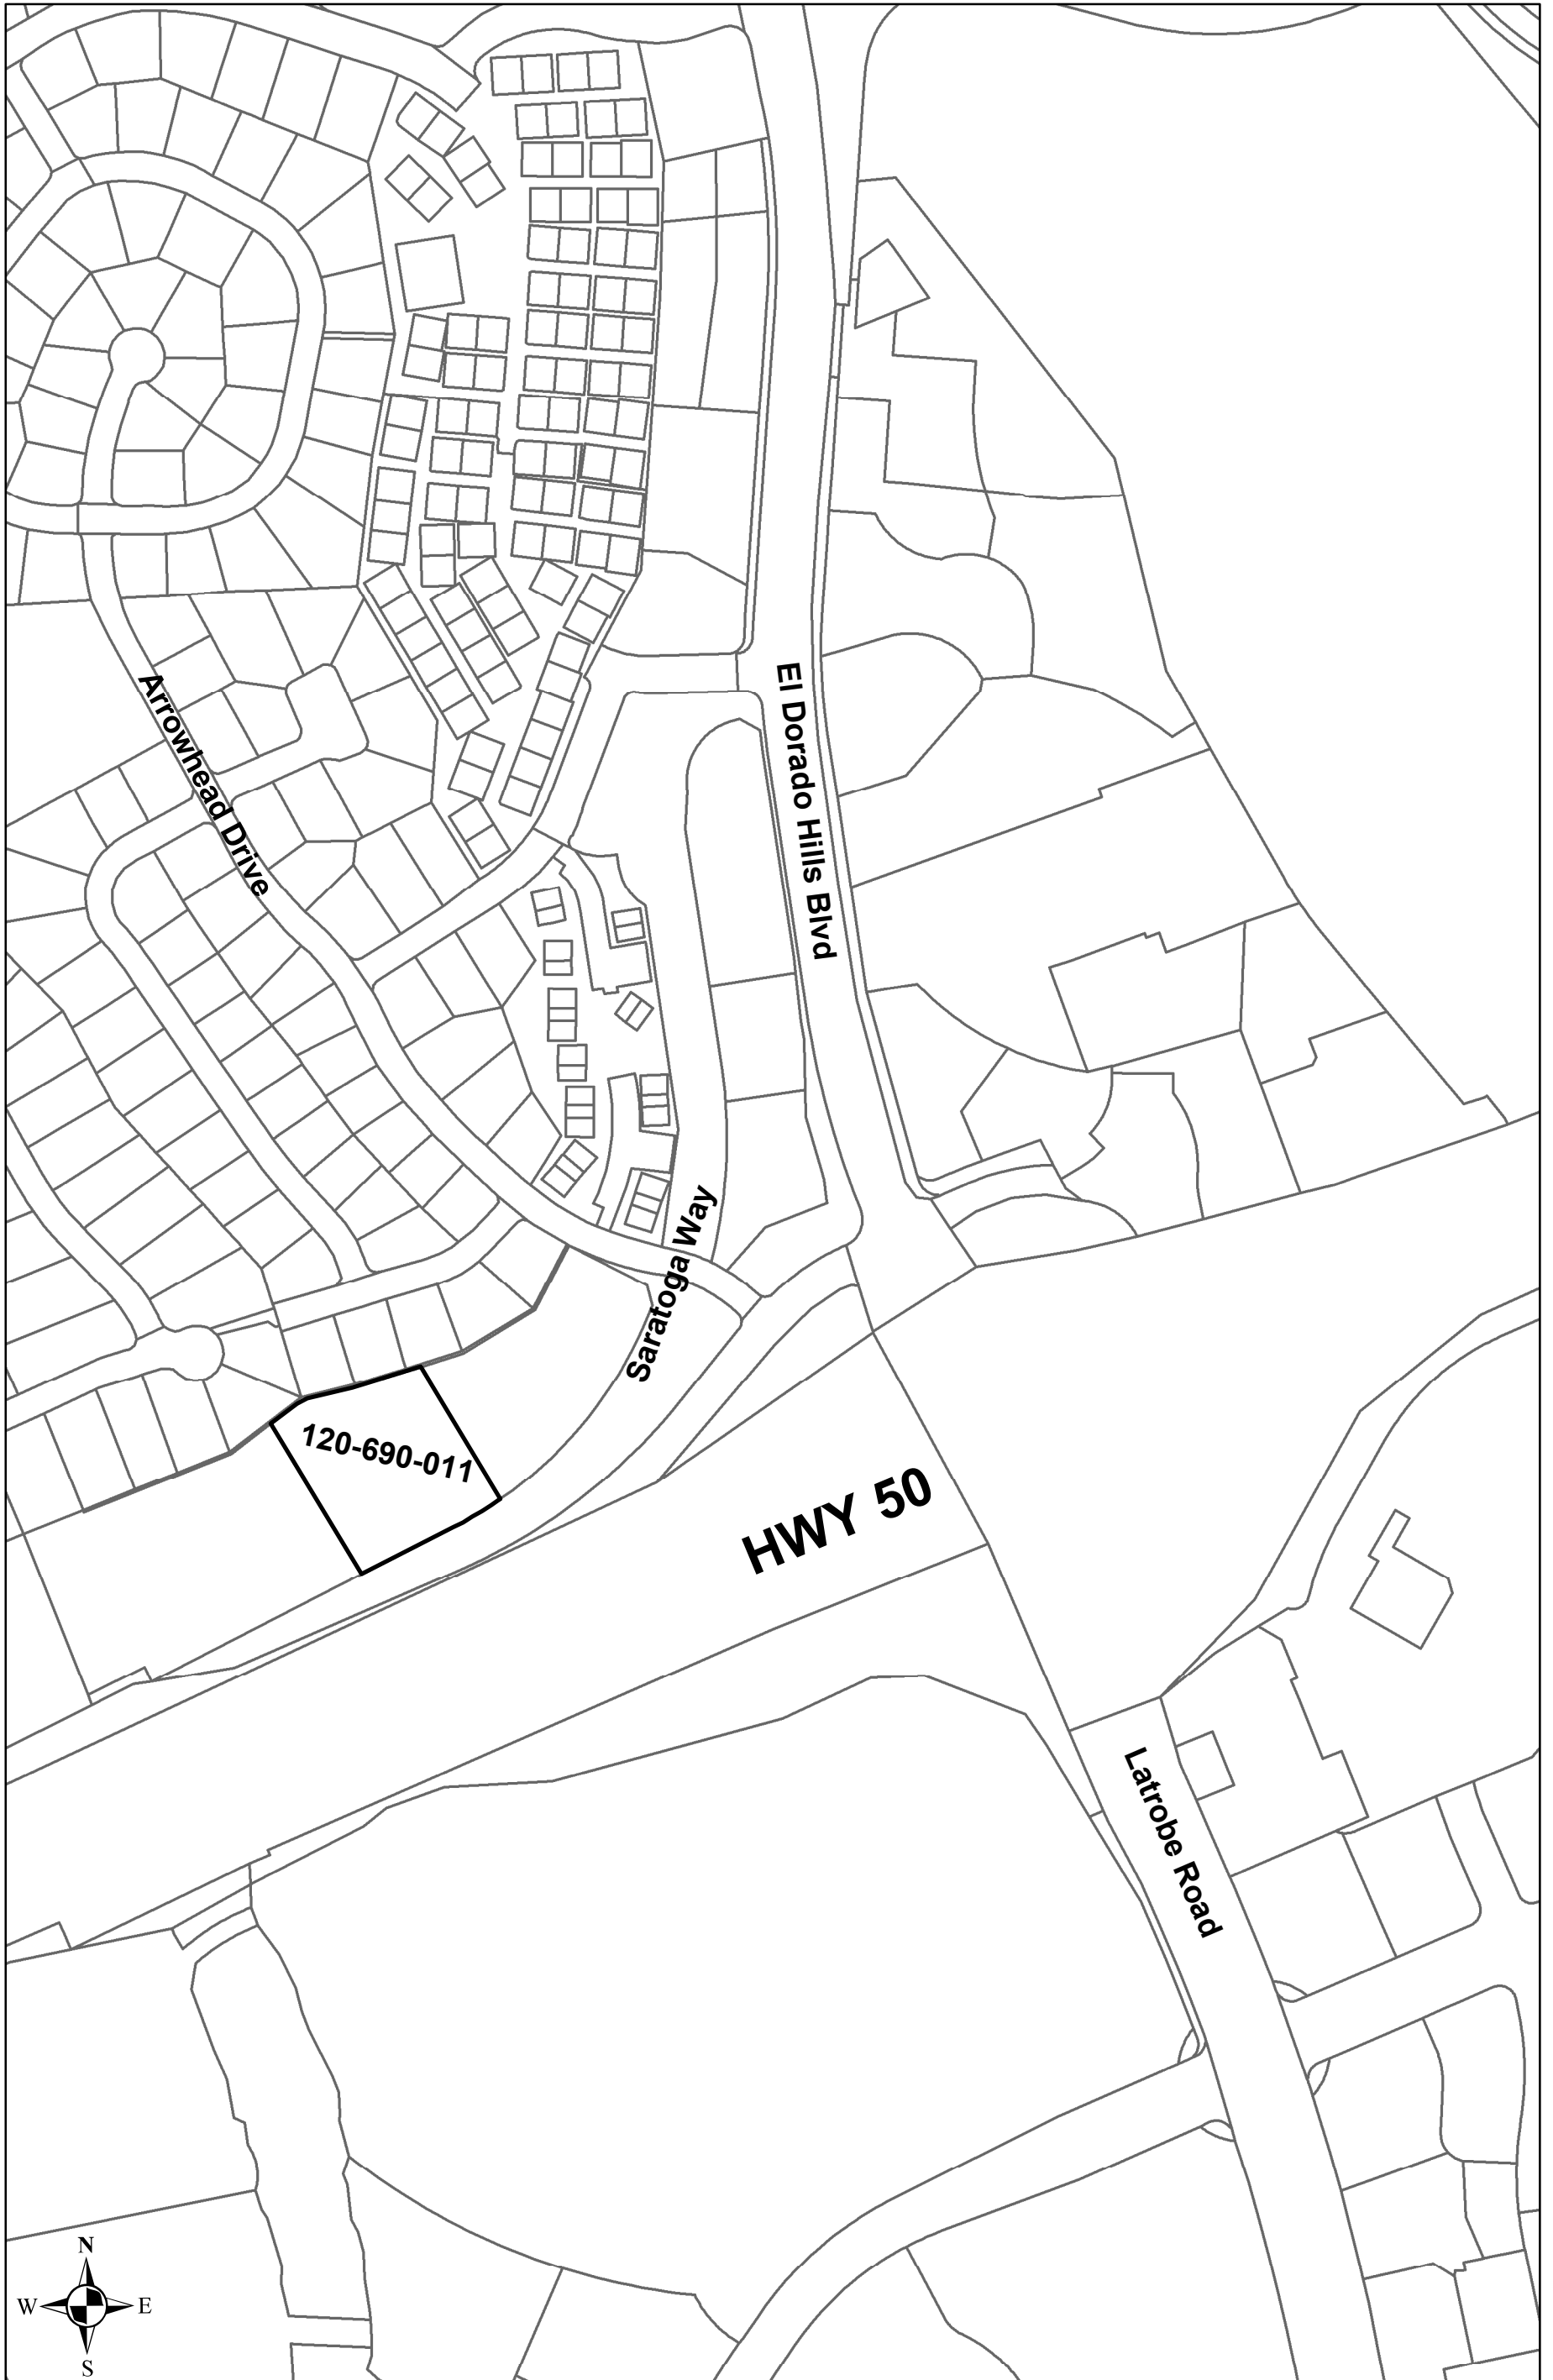 Arrowhead Drive
El Dorado Hills Blvd
Saratoga Way
120-690-011
HWY 50
Latrobe Road
N
W E
S